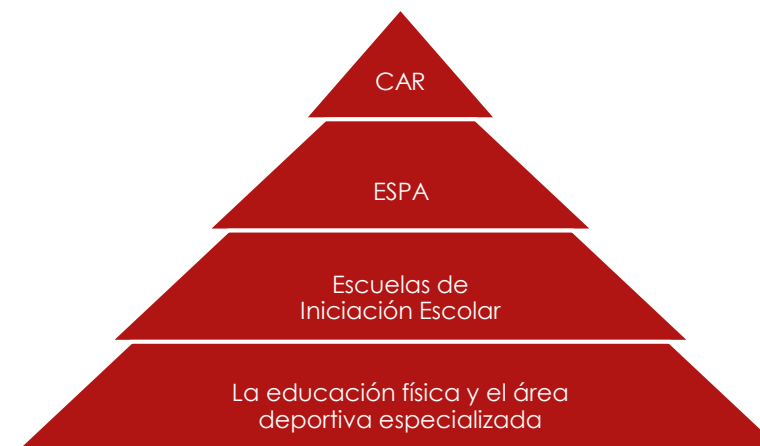 CAR
ESPA
Escuelas de
Iniciación Escolar
La educación física y el área
deportiva especializada